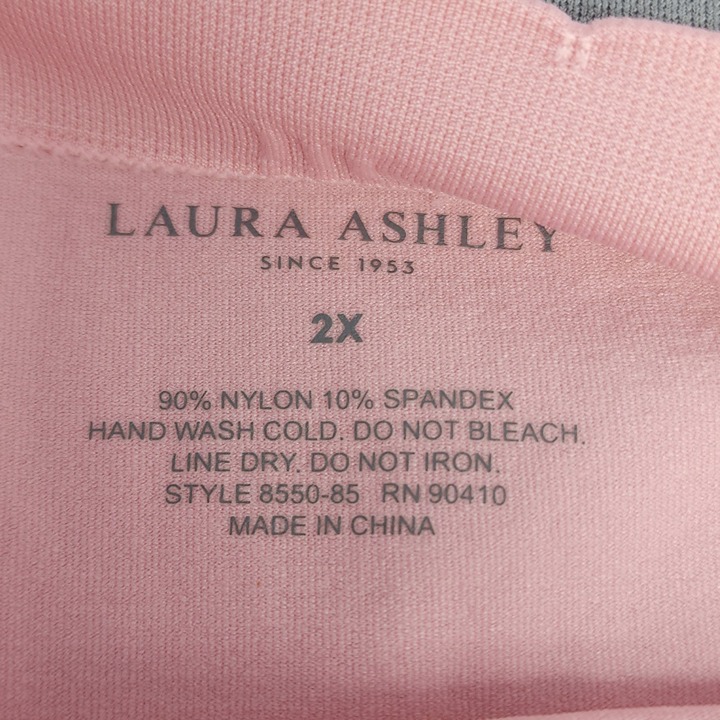 LAURA ASHLEY
SINCE 1953
2X
90% NYLON 10% SPANDEX
HAND WASH COLD. DO NOT BLEACH.
LINE DRY. DO NOT IRON.
STYLE 8550-85 RN 90410
MADE IN CHINA